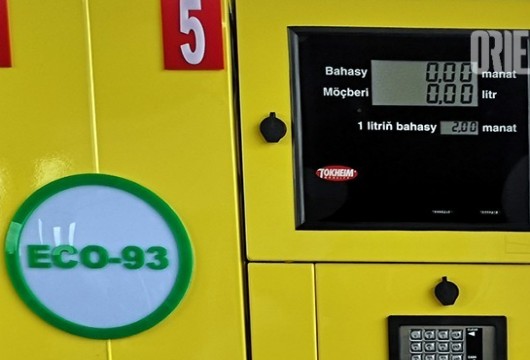 5
ORIE
Bahasy 0,00 manat
Möçberi 0,00 litr
1 litriň bahasy 2,00 manat
TOKHEIM
ECO-93